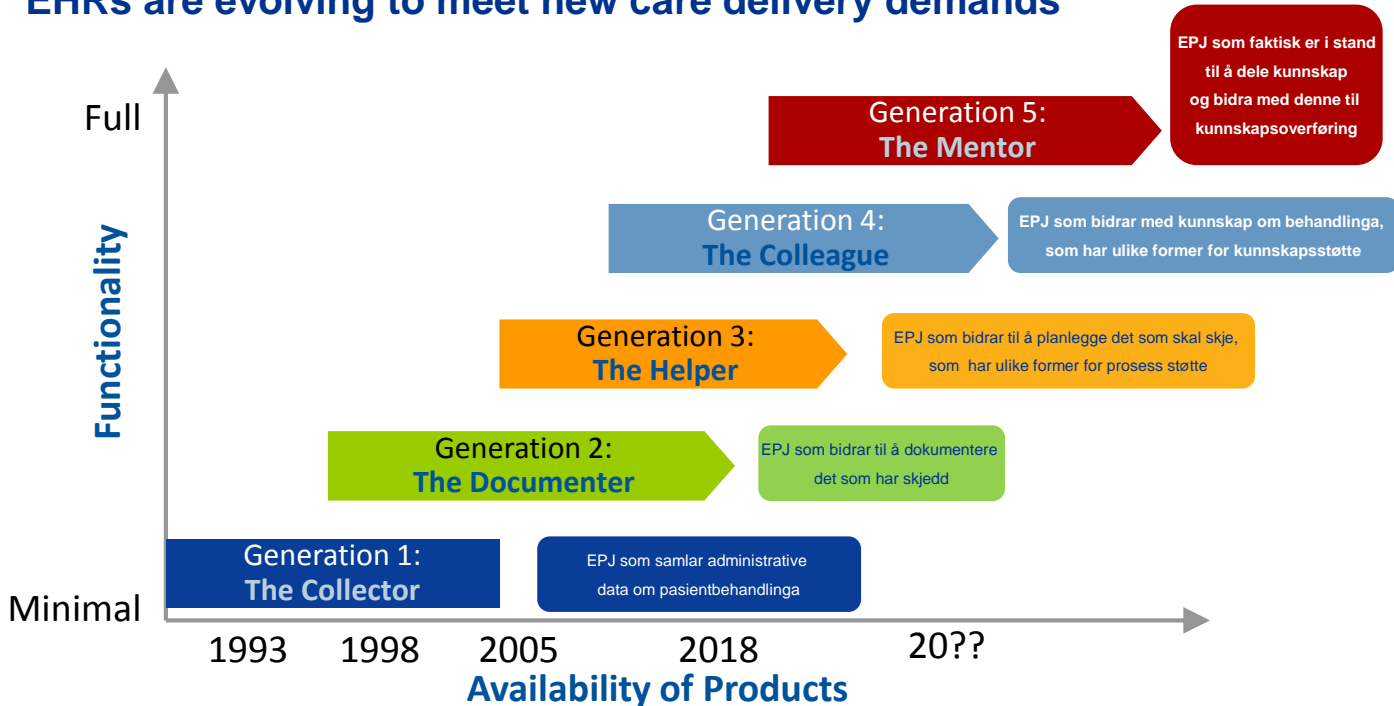 EHRs are evolving to meet new care delivery demands
EPJ som faktisk er i stand
til å dele kunnskap
og bidra med denne til
kunnskapsoverføring
Full
Generation 5:
The Mentor
Generation 4:
The Colleague
EPJ som bidrar med kunnskap om behandlinga,
som har ulike former for kunnskapsstøtte
Functionality
Generation 3:
The Helper
EPJ som bidrar til å planlegge det som skal skje,
som har ulike former for prosess støtte
Generation 2:
The Documenter
EPJ som bidrar til å dokumentere
det som har skjedd
Generation 1:
The Collector
EPJ som samlar administrative
data om pasientbehandlinga
Minimal
1993 1998 2005 2018 20??
Availability of Products